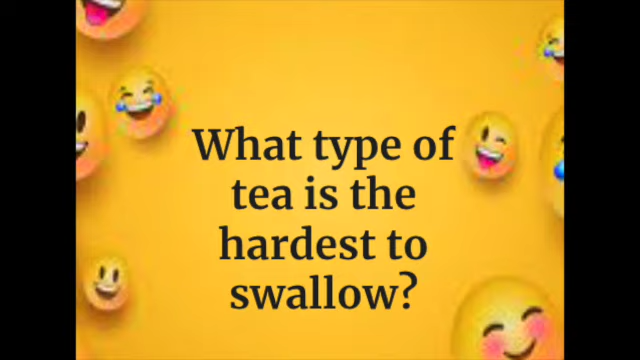 What type of
tea is the
hardest to
swallow?